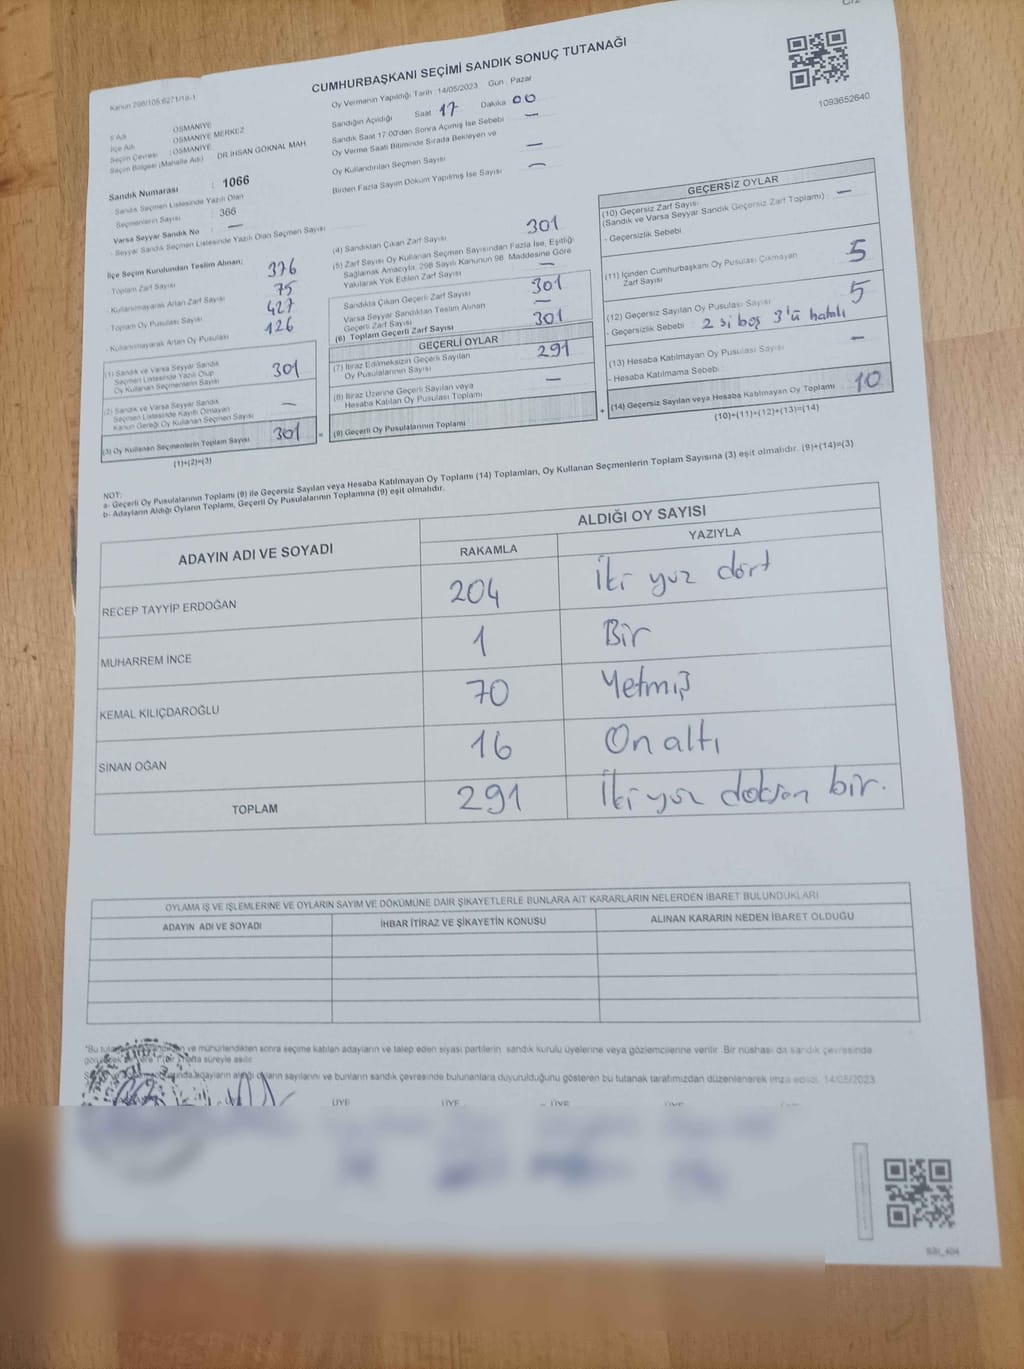 CUMHURBAŞKANI SEÇİMİ SANDIK SONUÇ TUTANAĞI
Kanun 298/105 6271/18-1
Oy Vermenin Yapıldığı Tarih 14/05/2023 Gün Pazar
Sandığın Açıldığı Saat 17 Dakika 00
Sandık Saat 17:00'den Sonra Açılmış İse Sebebi —
Oy Verme Saati Bitiminde Sırada Bekleyen ve
Oy Kullandırılan Seçmen Sayısı —
Birden Fazla Sayım Döküm Yapılmış İse Sayısı —
1093652640
İl Adı OSMANİYE
İlçe Adı OSMANİYE MERKEZ
Seçim Çevresi : OSMANİYE
Seçim Bölgesi (Mahalle Adı) DR İHSAN GÖKNAL MAH
Sandık Numarası : 1066
Sandık Seçmen Listesinde Yazılı Olan
Seçmenlerin Sayısı : 366
Varsa Seyyar Sandık No : —
- Seyyar Sandık Seçmen Listesinde Yazılı Olan Seçmen Sayısı
İlçe Seçim Kurulundan Teslim Alınan;
- Toplam Zarf Sayısı 376
- Kullanılmayarak Artan Zarf Sayısı 75
- Toplam Oy Pusulası Sayısı 427
- Kullanılmayarak Artan Oy Pusulası 126
(1) Sandık ve Varsa Seyyar Sandık
Seçmen Listesinde Yazılı Olup
Oy Kullanan Seçmenlerin Sayısı 301
(2) Sandık ve Varsa Seyyar Sandık
Seçmen Listesinde Kayıtlı Olmayan
Kanun Gereği Oy Kullanan Seçmen Sayısı —
(3) Oy Kullanan Seçmenlerin Toplam Sayısı 301
(1)+(2)=(3)
(4) Sandıktan Çıkan Zarf Sayısı 301
(5) Zarf Sayısı Oy Kullanan Seçmen Sayısından Fazla İse, Eşitliği
Sağlamak Amacıyla, 298 Sayılı Kanunun 98. Maddesine Göre
Yakılarak Yok Edilen Zarf Sayısı —
Sandıkta Çıkan Geçerli Zarf Sayısı 301
Varsa Seyyar Sandıktan Teslim Alınan
Geçerli Zarf Sayısı —
(6) Toplam Geçerli Zarf Sayısı 301
GEÇERLİ OYLAR
(7) İtiraz Edilmeksizin Geçerli Sayılan
Oy Pusulalarının Sayısı 291
(8) İtiraz Üzerine Geçerli Sayılan veya
Hesaba Katılan Oy Pusulası Toplamı —
= (9) Geçerli Oy Pusulalarının Toplamı
GEÇERSİZ OYLAR
(10) Geçersiz Zarf Sayısı
(Sandık ve Varsa Seyyar Sandık Geçersiz Zarf Toplamı) —
- Geçersizlik Sebebi
(11) İçinden Cumhurbaşkanı Oy Pusulası Çıkmayan
Zarf Sayısı 5
(12) Geçersiz Sayılan Oy Pusulası Sayısı 5
- Geçersizlik Sebebi 2 si boş 3'ü hatalı
(13) Hesaba Katılmayan Oy Pusulası Sayısı —
- Hesaba Katılmama Sebebi
+ (14) Geçersiz Sayılan veya Hesaba Katılmayan Oy Toplamı 10
(10)+(11)+(12)+(13)=(14)
NOT:
a- Geçerli Oy Pusulalarının Toplamı (9) ile Geçersiz Sayılan veya Hesaba Katılmayan Oy Toplamı (14) Toplamları, Oy Kullanan Seçmenlerin Toplam Sayısına (3) eşit olmalıdır. (9)+(14)=(3)
b- Adayların Aldığı Oyların Toplamı, Geçerli Oy Pusulalarının Toplamına (9) eşit olmalıdır.
ADAYIN ADI VE SOYADI ALDIĞI OY SAYISI
RAKAMLA YAZIYLA
RECEP TAYYİP ERDOĞAN 204 İki yüz dört
MUHARREM İNCE 1 Bir
KEMAL KILIÇDAROĞLU 70 Yetmiş
SİNAN OĞAN 16 On altı
TOPLAM 291 İki yüz doksan bir.
OYLAMA İŞ VE İŞLEMLERİNE VE OYLARIN SAYIM VE DÖKÜMÜNE DAİR ŞİKAYETLERLE BUNLARA AİT KARARLARIN NELERDEN İBARET BULUNDUKLARI
ADAYIN ADI VE SOYADI İHBAR İTİRAZ VE ŞİKAYETİN KONUSU ALINAN KARARIN NEDEN İBARET OLDUĞU
ve mühürlendikten sonra seçime katılan adayların ve talep eden siyasi partilerin sandık kurulu üyelerine veya gözlemcilerine verilir. Bir nüshası da sandık çevresinde
hafta süreyle asılır
adayların aldığı oyların sayılarını ve bunların sandık çevresinde bulunanlara duyurulduğunu gösteren bu tutanak tarafımızdan düzenlenerek imza edildi. 14/05/2023
ÜYE ÜYE ÜYE ÜYE